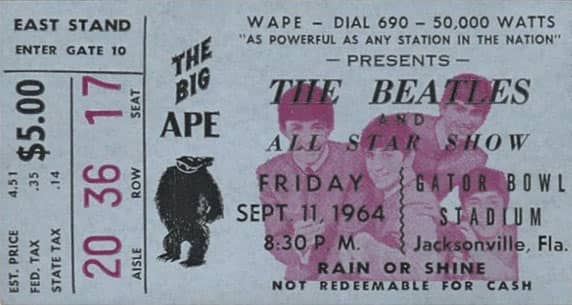 EAST STAND
ENTER GATE 10
EST. PRICE 4.51
FED. TAX .35
STATE TAX .14
$5.00
20 36 17
AISLE ROW SEAT
THE
BIG
APE
WAPE - DIAL 690 - 50,000 WATTS
"AS POWERFUL AS ANY STATION IN THE NATION"
- PRESENTS -
THE BEATLES
AND
ALL STAR SHOW
FRIDAY
SEPT. 11, 1964
8:30 P.M.
GATOR BOWL
STADIUM
Jacksonville, Fla.
RAIN OR SHINE
NOT REDEEMABLE FOR CASH